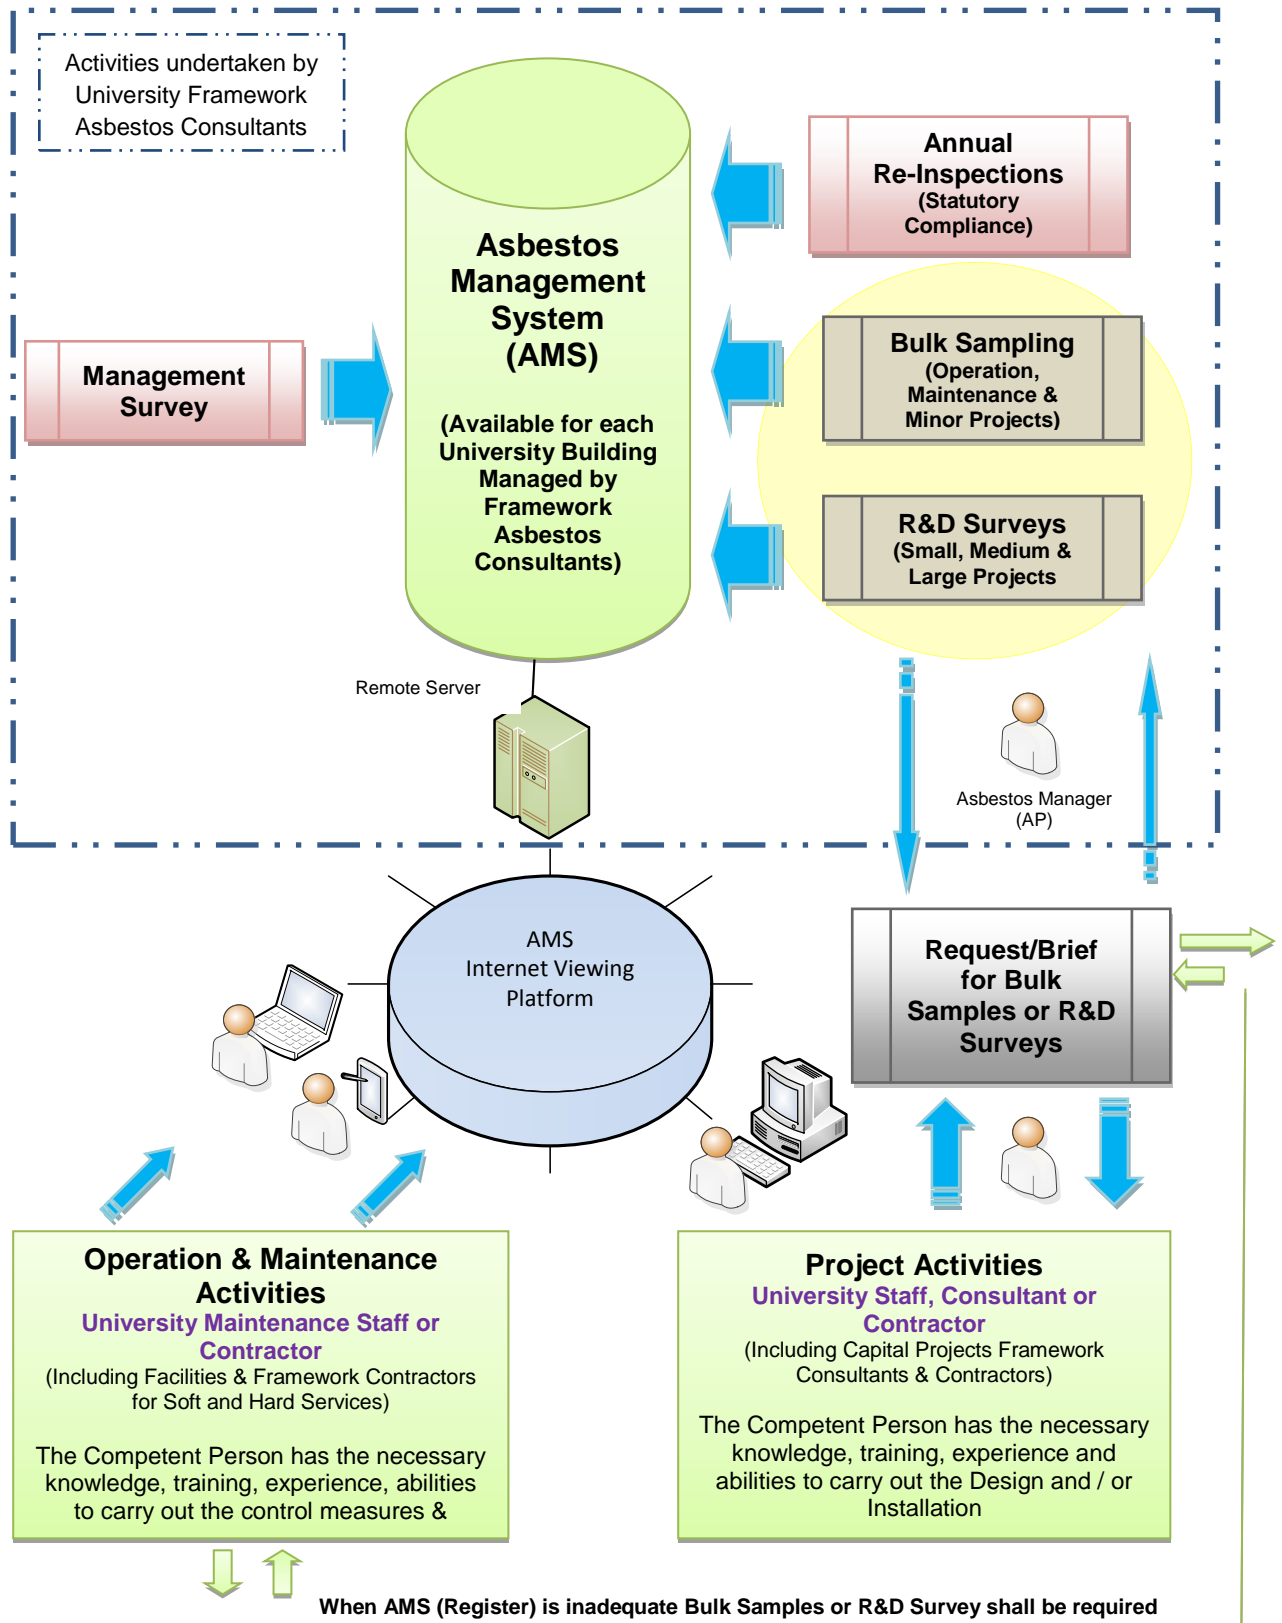 Activities undertaken by
University Framework
Asbestos Consultants
Annual
Re-Inspections
(Statutory
Compliance)
Asbestos
Management
System
(AMS)
(Available for each
University Building
Managed by
Framework
Asbestos
Consultants)
Management
Survey
Bulk Sampling
(Operation,
Maintenance &
Minor Projects)
R&D Surveys
(Small, Medium &
Large Projects
Remote Server
Asbestos Manager
(AP)
AMS
Internet Viewing
Platform
Request/Brief
for Bulk
Samples or R&D
Surveys
Operation & Maintenance
Activities
University Maintenance Staff or
Contractor
(Including Facilities & Framework Contractors
for Soft and Hard Services)
The Competent Person has the necessary
knowledge, training, experience, abilities
to carry out the control measures &
Project Activities
University Staff, Consultant or
Contractor
(Including Capital Projects Framework
Consultants & Contractors)
The Competent Person has the necessary
knowledge, training, experience and
abilities to carry out the Design and / or
Installation
When AMS (Register) is inadequate Bulk Samples or R&D Survey shall be required